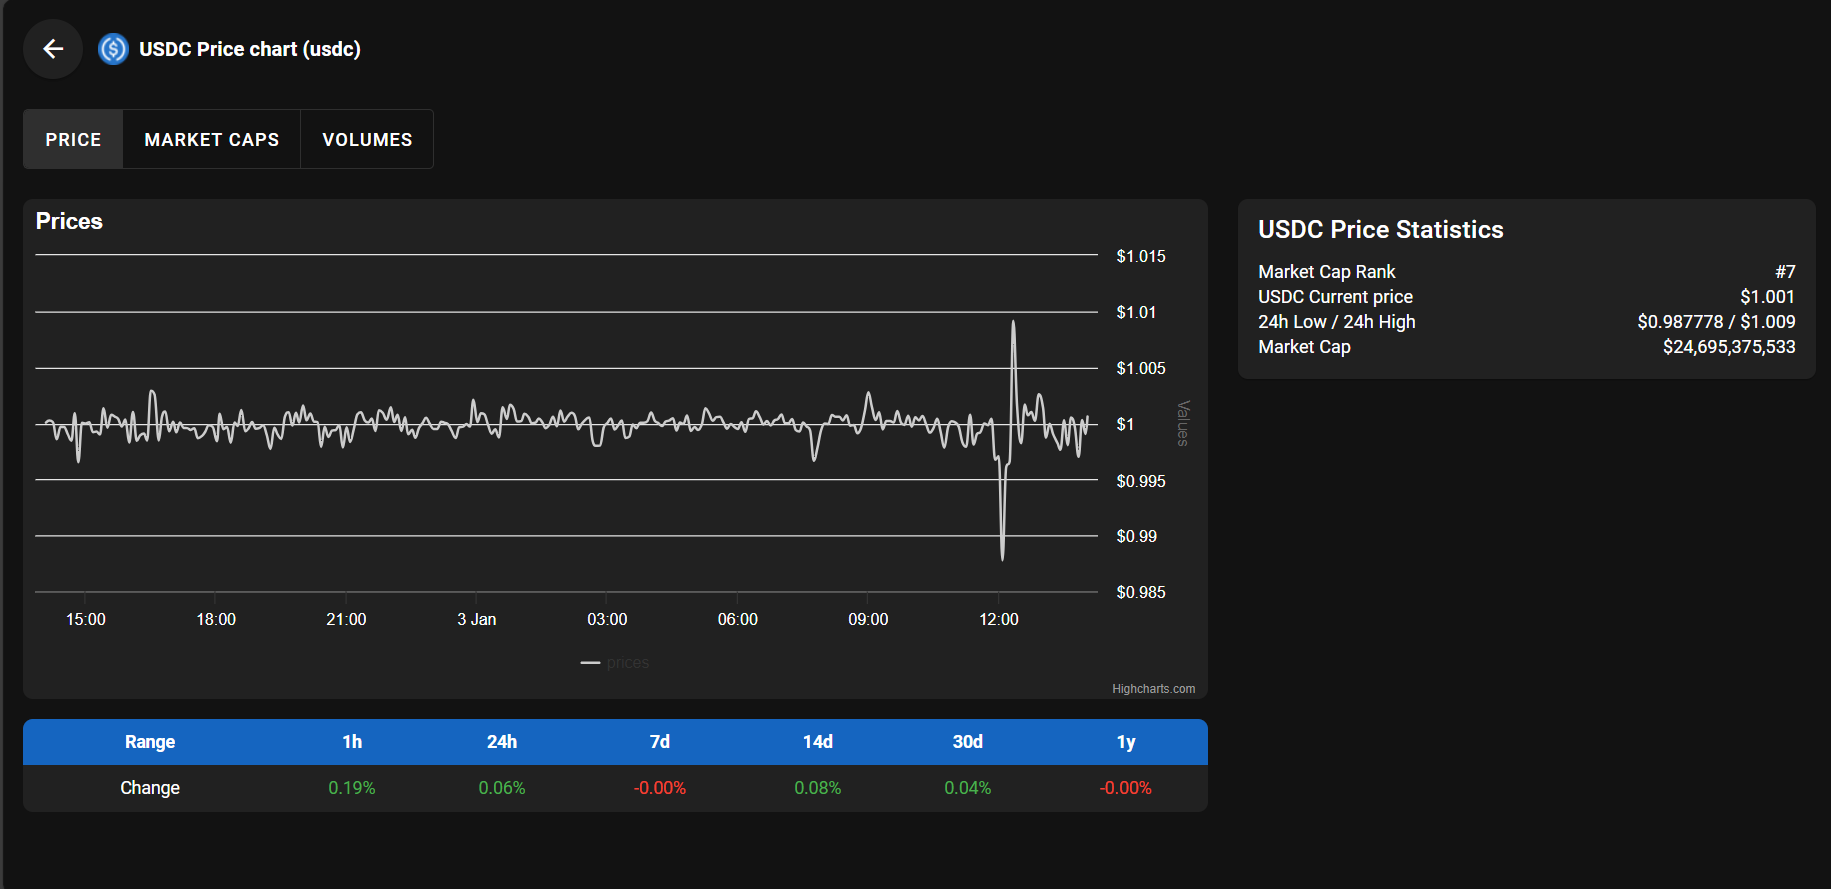 USDC Price chart (usdc)
PRICE MARKET CAPS VOLUMES
Prices
$1.015
$1.01
$1.005
$1
$0.995
$0.99
$0.985
Values
15:00 18:00 21:00 3 Jan 03:00 06:00 09:00 12:00
prices
Highcharts.com
USDC Price Statistics
Market Cap Rank #7
USDC Current price $1.001
24h Low / 24h High $0.987778 / $1.009
Market Cap $24,695,375,533
Range 1h 24h 7d 14d 30d 1y
Change 0.19% 0.06% -0.00% 0.08% 0.04% -0.00%